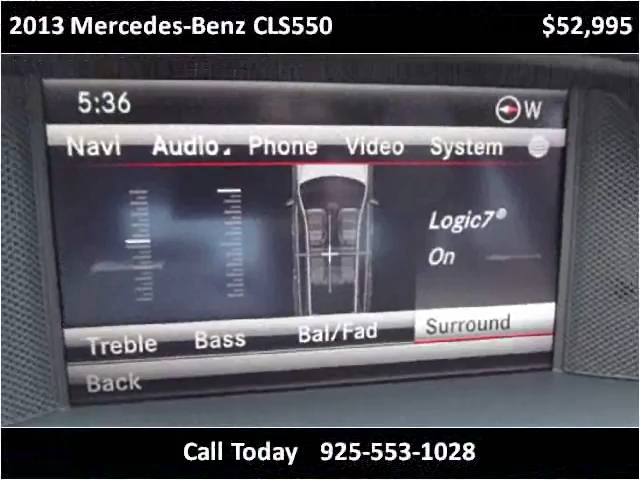 2013 Mercedes-Benz CLS550 $52,995
5:36 W
Navi Audio. Phone Video System
Logic7®
On
Treble Bass Bal/Fad Surround
Back
Call Today 925-553-1028